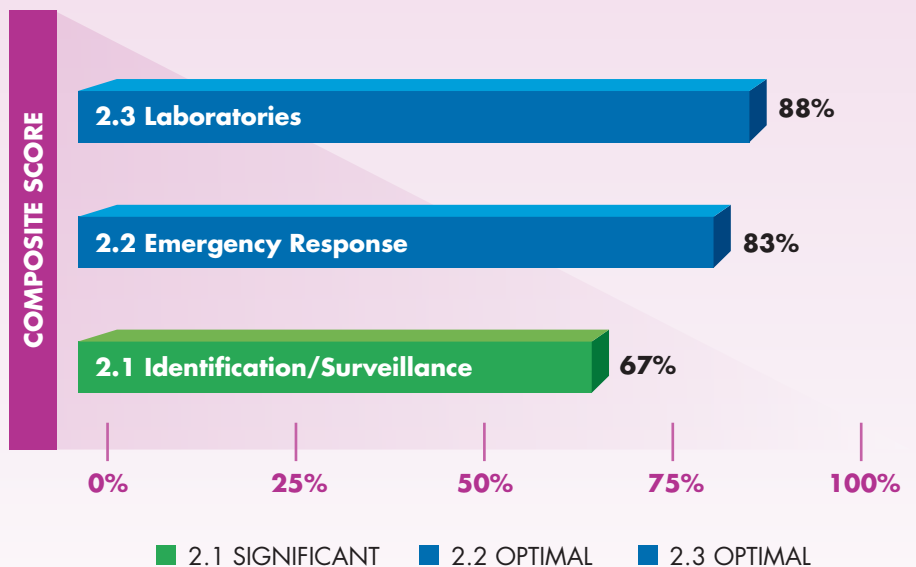 COMPOSITE SCORE
2.3 Laboratories
88%
2.2 Emergency Response
83%
2.1 Identification/Surveillance
67%
0% 25% 50% 75% 100%
2.1 SIGNIFICANT 2.2 OPTIMAL 2.3 OPTIMAL